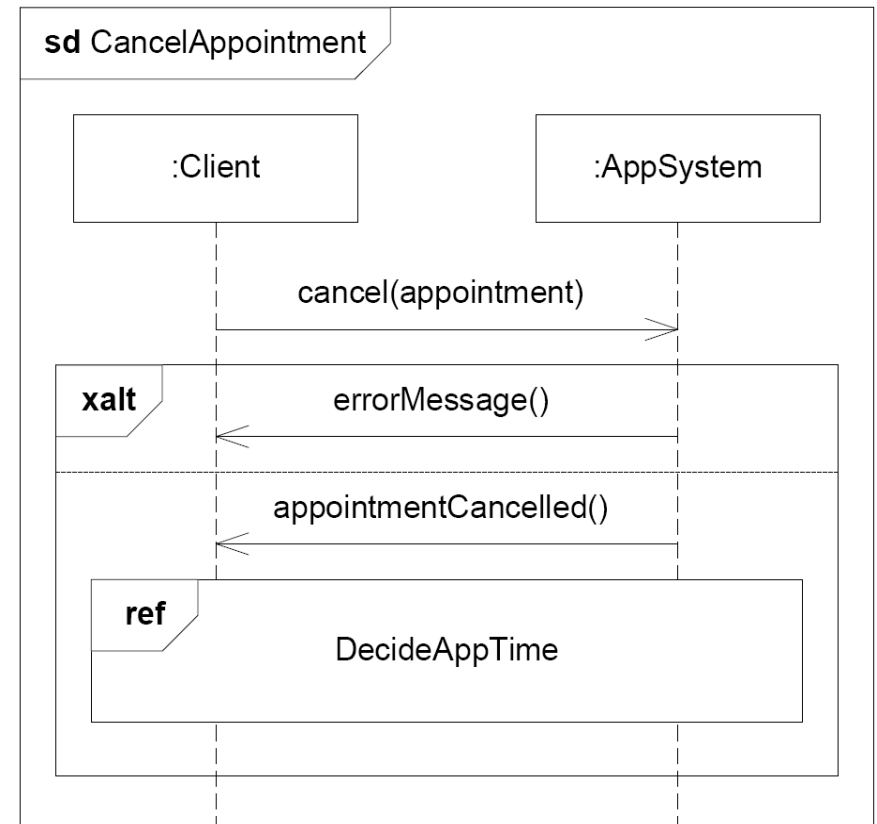 sd CancelAppointment
:Client
:AppSystem
cancel(appointment)
xalt
errorMessage()
appointmentCancelled()
ref
DecideAppTime